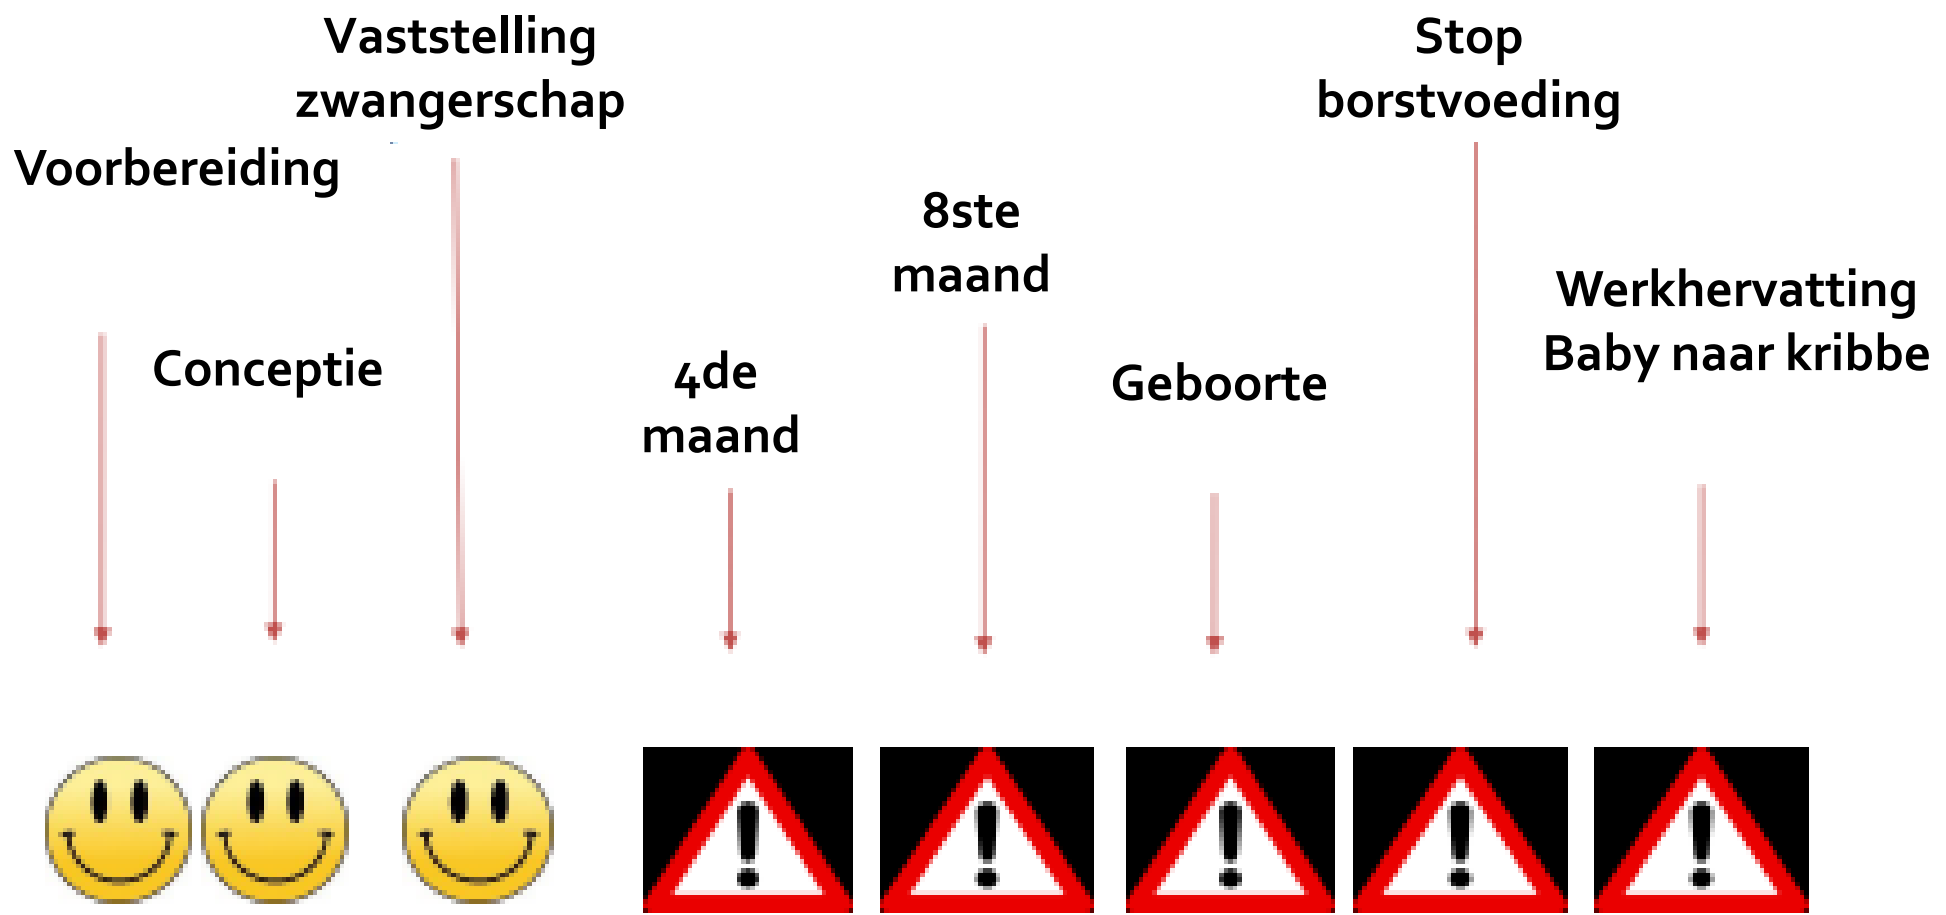 Vaststelling
zwangerschap
Stop
borstvoeding
Voorbereiding
8ste
maand
Werkhervatting
Baby naar kribbe
Conceptie
4de
maand
Geboorte